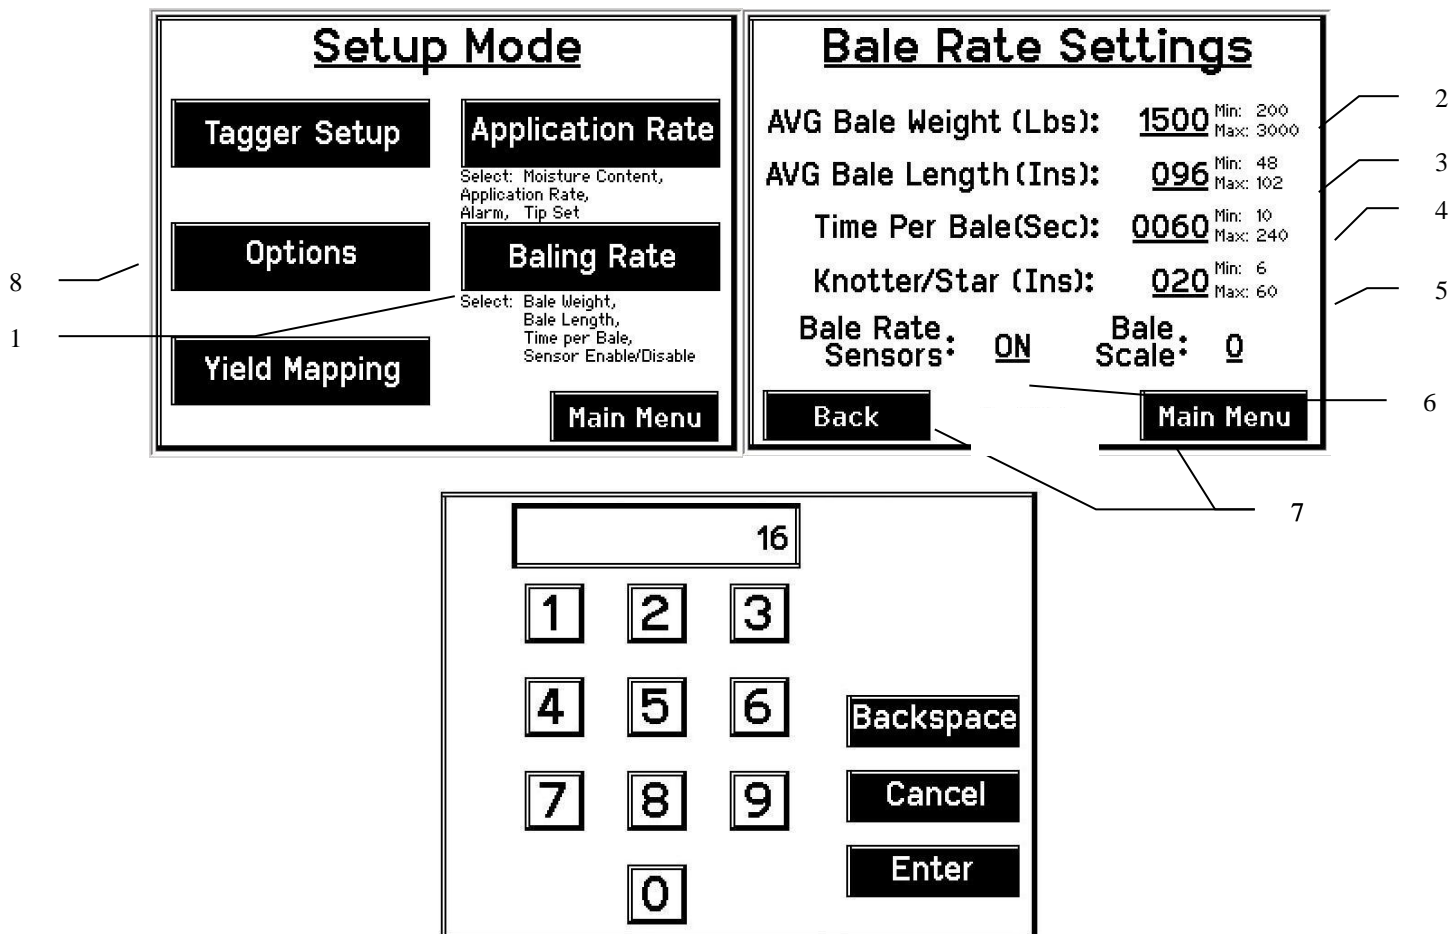 Setup Mode
Tagger Setup
Application Rate
Select: Moisture Content,
Application Rate,
Alarm, Tip Set
Options
Baling Rate
Select: Bale Weight,
Bale Length,
Time per Bale,
Sensor Enable/Disable
Yield Mapping
Main Menu
8
1
Bale Rate Settings
AVG Bale Weight (Lbs): 1500 Min: 200
Max: 3000
AVG Bale Length (Ins): 096 Min: 48
Max: 102
Time Per Bale(Sec): 0060 Min: 10
Max: 240
Knotter/Star (Ins): 020 Min: 6
Max: 60
Bale Rate
Sensors: ON
Bale
Scale: 0
Back
Main Menu
2
3
4
5
6
7
16
1 2 3
4 5 6
Backspace
7 8 9
Cancel
Enter
0